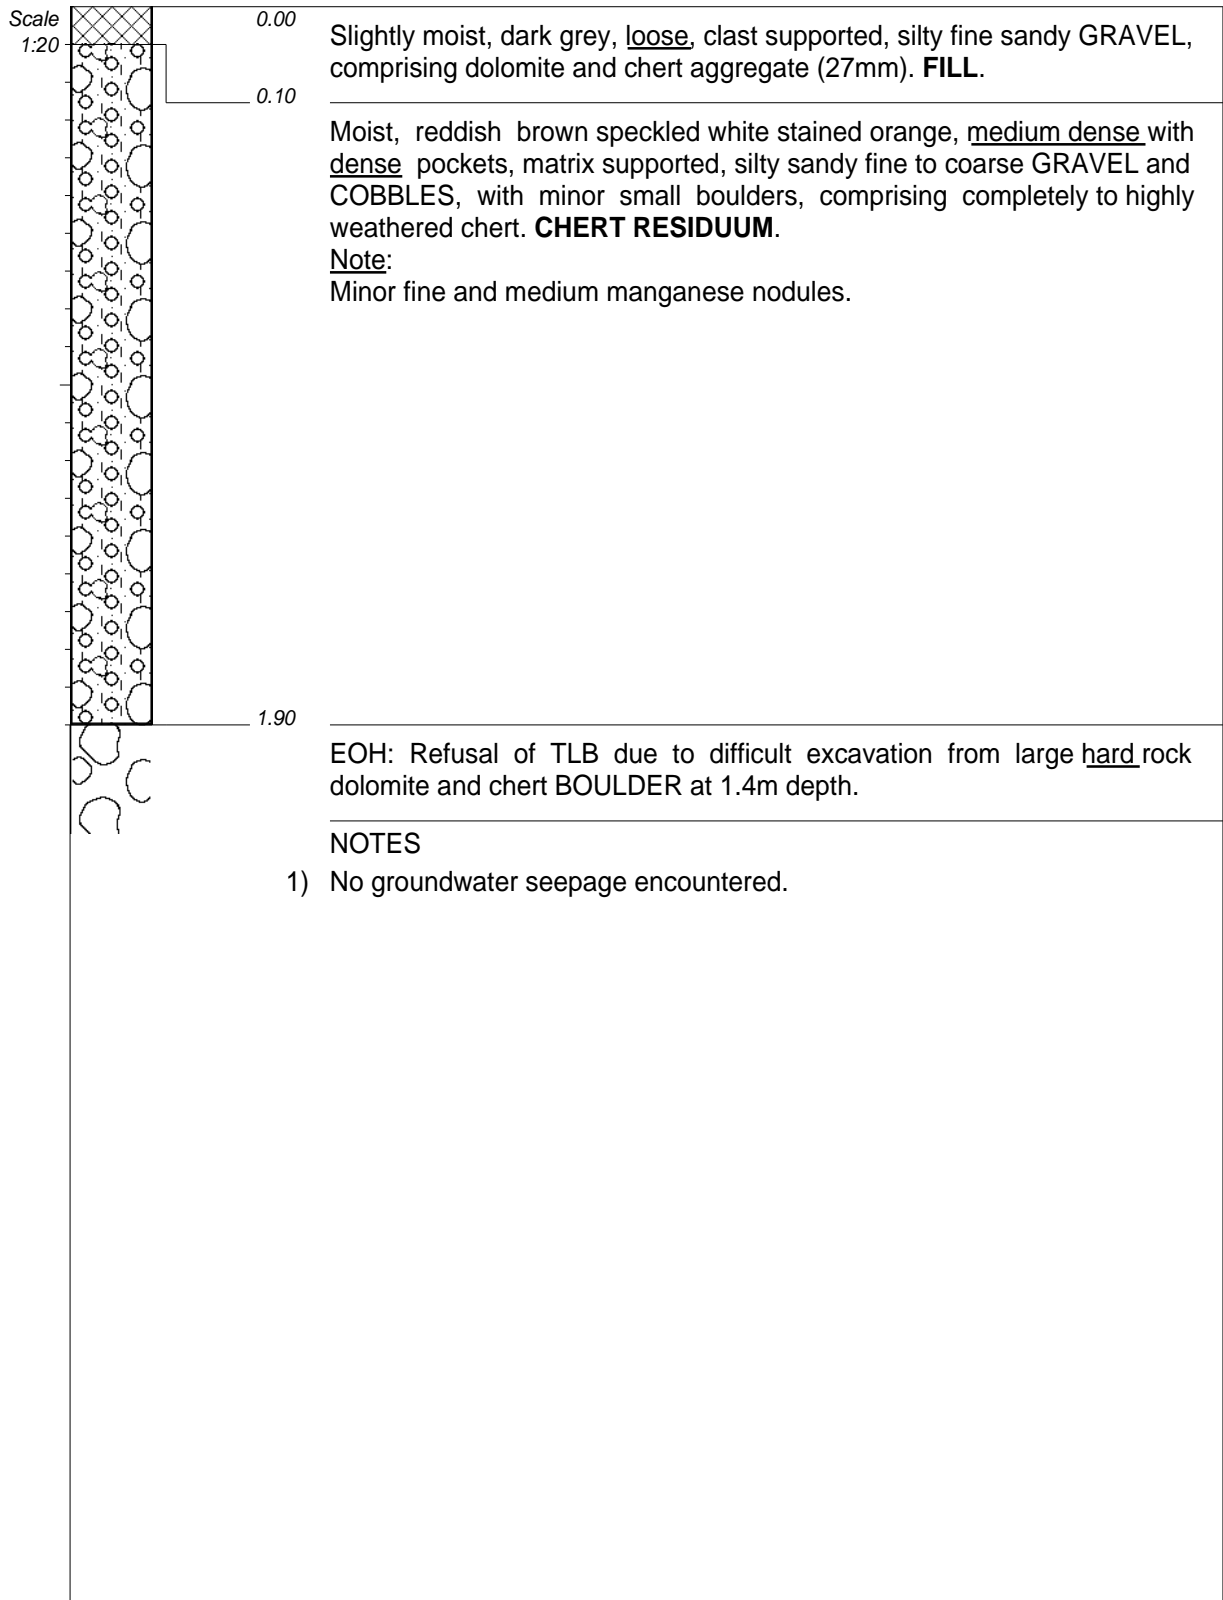 Scale
1:20
0.00
Slightly moist, dark grey, loose, clast supported, silty fine sandy GRAVEL,
comprising dolomite and chert aggregate (27mm). FILL.
0.10
Moist, reddish brown speckled white stained orange, medium dense with
dense pockets, matrix supported, silty sandy fine to coarse GRAVEL and
COBBLES, with minor small boulders, comprising completely to highly
weathered chert. CHERT RESIDUUM.
Note:
Minor fine and medium manganese nodules.
1.90
EOH: Refusal of TLB due to difficult excavation from large hard rock
dolomite and chert BOULDER at 1.4m depth.
NOTES
1) No groundwater seepage encountered.